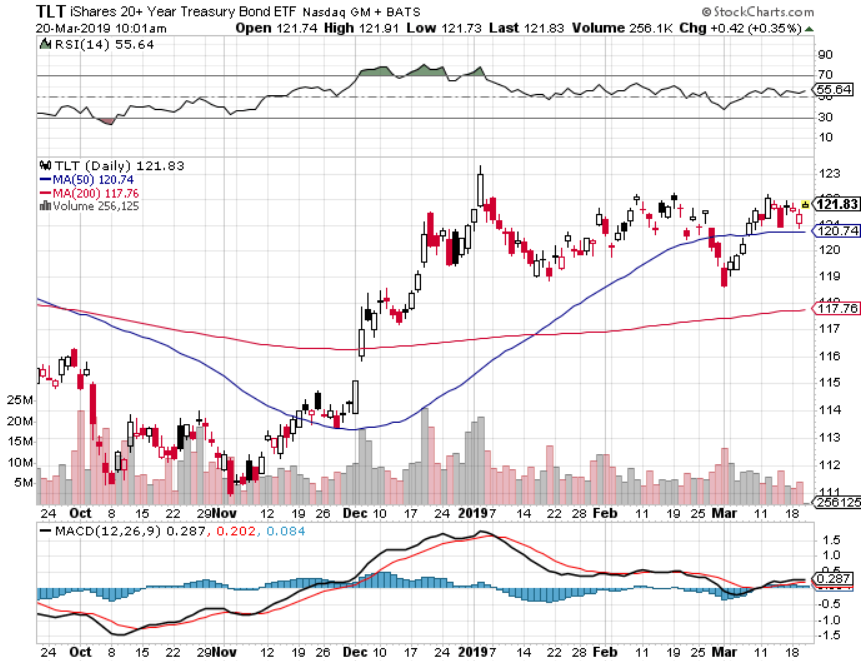 TLT iShares 20+ Year Treasury Bond ETF Nasdaq GM + BATS © StockCharts.com
20-Mar-2019 10:01am Open 121.74 High 121.91 Low 121.73 Last 121.83 Volume 256.1K Chg +0.42 (+0.35%)
RSI(14) 55.64
90
70
55.64
30
10
TLT (Daily) 121.83
MA(50) 120.74
MA(200) 117.76
Volume 256,125
123
121.83
120.74
120
119
117.76
117
116
115
25M
114
20M
113
15M
10M
112
5M
111
256125
24 Oct 8 15 22 29 Nov 12 19 26 Dec 10 17 24 2019 7 14 22 28 Feb 11 19 25 Mar 11 18
MACD(12,26,9) 0.287, 0.202, 0.084
1.5
1.0
0.287
-0.5
-1.0
-1.5
24 Oct 8 15 22 29 Nov 12 19 26 Dec 10 17 24 2019 7 14 22 28 Feb 11 19 25 Mar 11 18